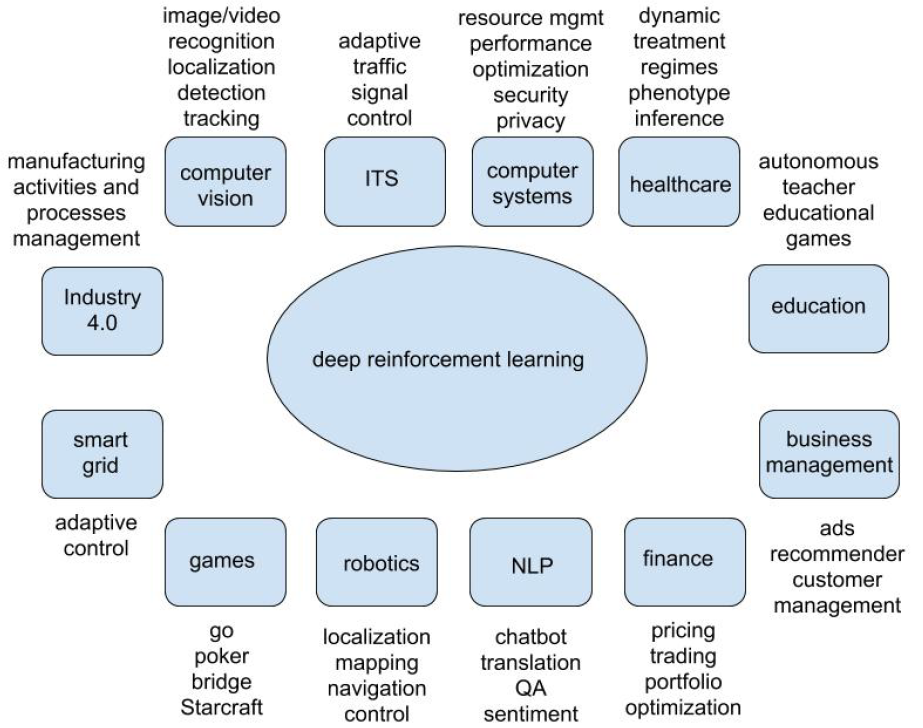 image/video
recognition
localization
detection
tracking
adaptive
traffic
signal
control
resource mgmt
performance
optimization
security
privacy
dynamic
treatment
regimes
phenotype
inference
manufacturing
activities and
processes
management
computer
vision
ITS
computer
systems
healthcare
autonomous
teacher
educational
games
Industry
4.0
education
deep reinforcement learning
smart
grid
business
management
adaptive
control
games
robotics
NLP
finance
ads
recommender
customer
management
go
poker
bridge
Starcraft
localization
mapping
navigation
control
chatbot
translation
QA
sentiment
pricing
trading
portfolio
optimization